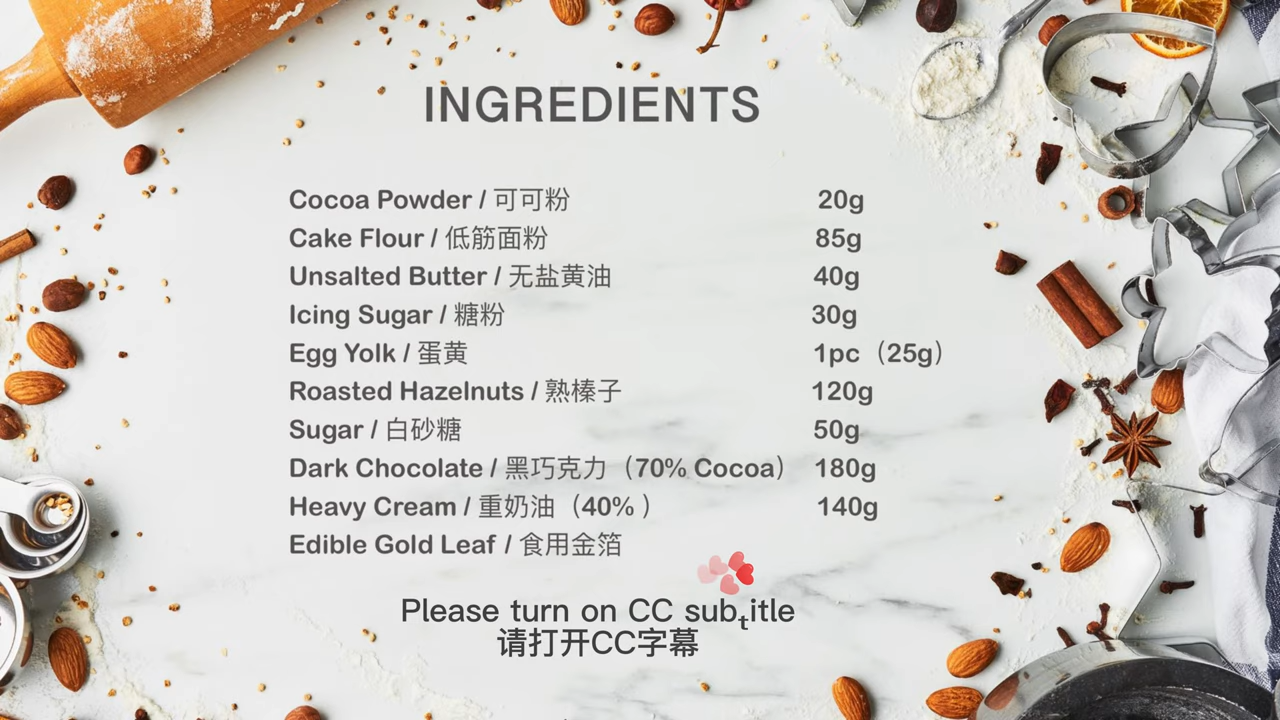 INGREDIENTS
Cocoa Powder / 可可粉 20g
Cake Flour / 低筋面粉 85g
Unsalted Butter / 无盐黄油 40g
Icing Sugar / 糖粉 30g
Egg Yolk / 蛋黄 1pc（25g）
Roasted Hazelnuts / 熟榛子 120g
Sugar / 白砂糖 50g
Dark Chocolate / 黑巧克力（70% Cocoa） 180g
Heavy Cream / 重奶油（40% ） 140g
Edible Gold Leaf / 食用金箔
Please turn on CC subtitle
请打开CC字幕